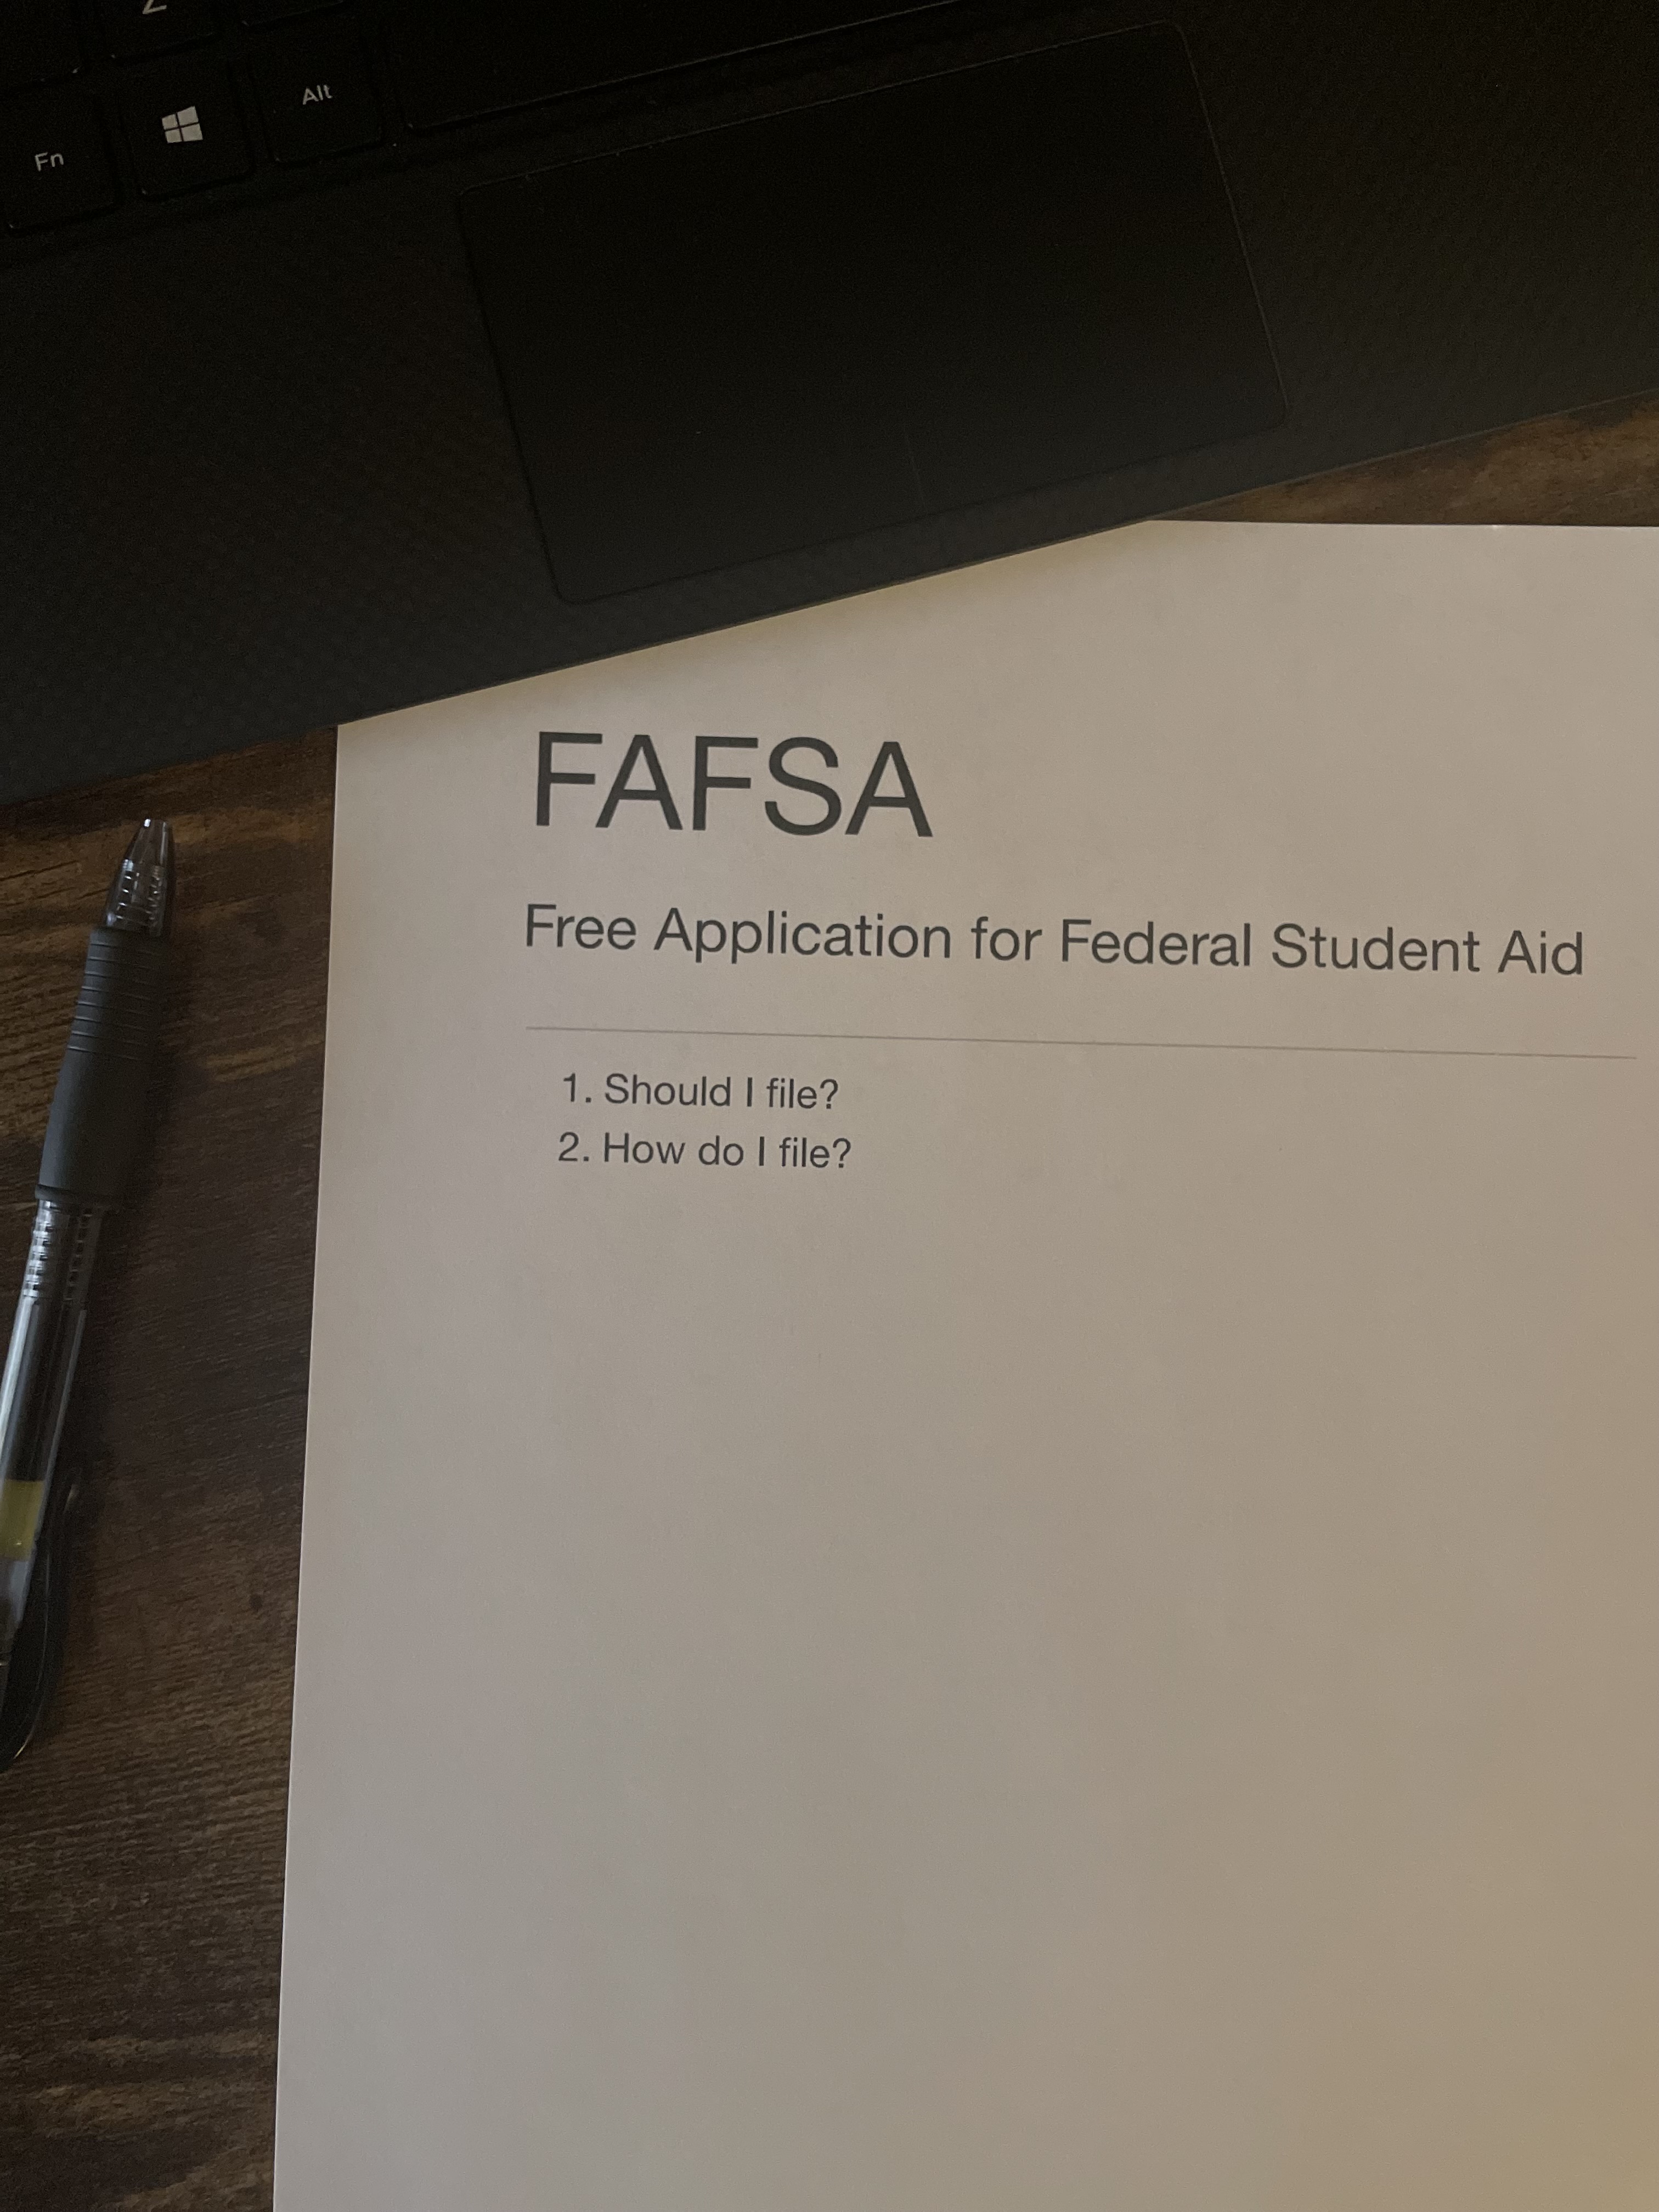 Z
Fn
Alt
FAFSA
Free Application for Federal Student Aid
1. Should I file?
2. How do I file?